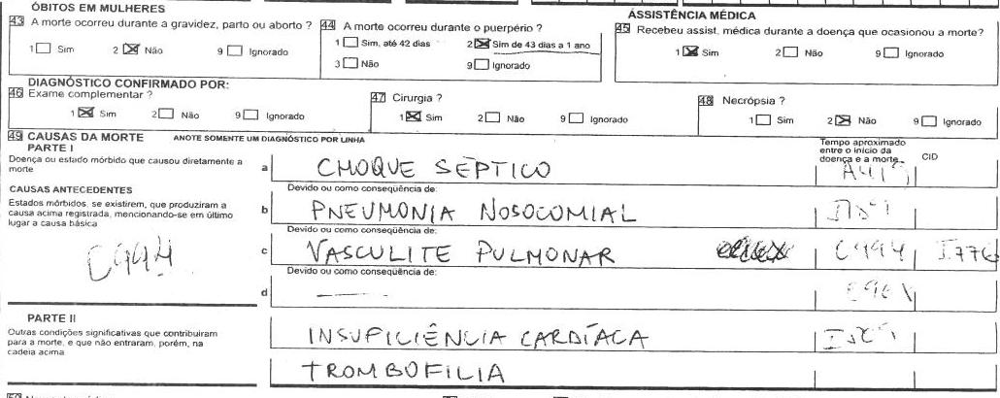 ÓBITOS EM MULHERES
ASSISTÊNCIA MÉDICA
43 A morte ocorreu durante a gravidez, parto ou aborto ? 44 A morte ocorreu durante o puerpério ? 45 Recebeu assist. médica durante a doença que ocasionou a morte?
1 Sim 2 Não 9 Ignorado 1 Sim, até 42 dias 2 Sim de 43 dias a 1 ano 1 Sim 2 Não 9 Ignorado
3 Não 9 Ignorado
DIAGNÓSTICO CONFIRMADO POR:
46 Exame complementar ? 47 Cirurgia ? 48 Necrópsia ?
1 Sim 2 Não 9 Ignorado 1 Sim 2 Não 9 Ignorado 1 Sim 2 Não 9 Ignorado
49 CAUSAS DA MORTE ANOTE SOMENTE UM DIAGNÓSTICO POR LINHA
PARTE I
Doença ou estado mórbido que causou diretamente a
morte
a CHOQUE SÉPTICO
Tempo aproximado
entre o início da
doença e a morte
CID
CAUSAS ANTECEDENTES
Estados mórbidos, se existirem, que produziram a
causa acima registrada, mencionando-se em último
lugar a causa básica
Devido ou como conseqüência de:
b PNEUMONIA NOSOCOMIAL
Devido ou como conseqüência de:
c VASCULITE PULMONAR I776
Devido ou como conseqüência de:
d
PARTE II
Outras condições significativas que contribuiram
para a morte, e que não entraram, porém, na
cadeia acima
INSUFICIÊNCIA CARDÍACA
TROMBOFILIA